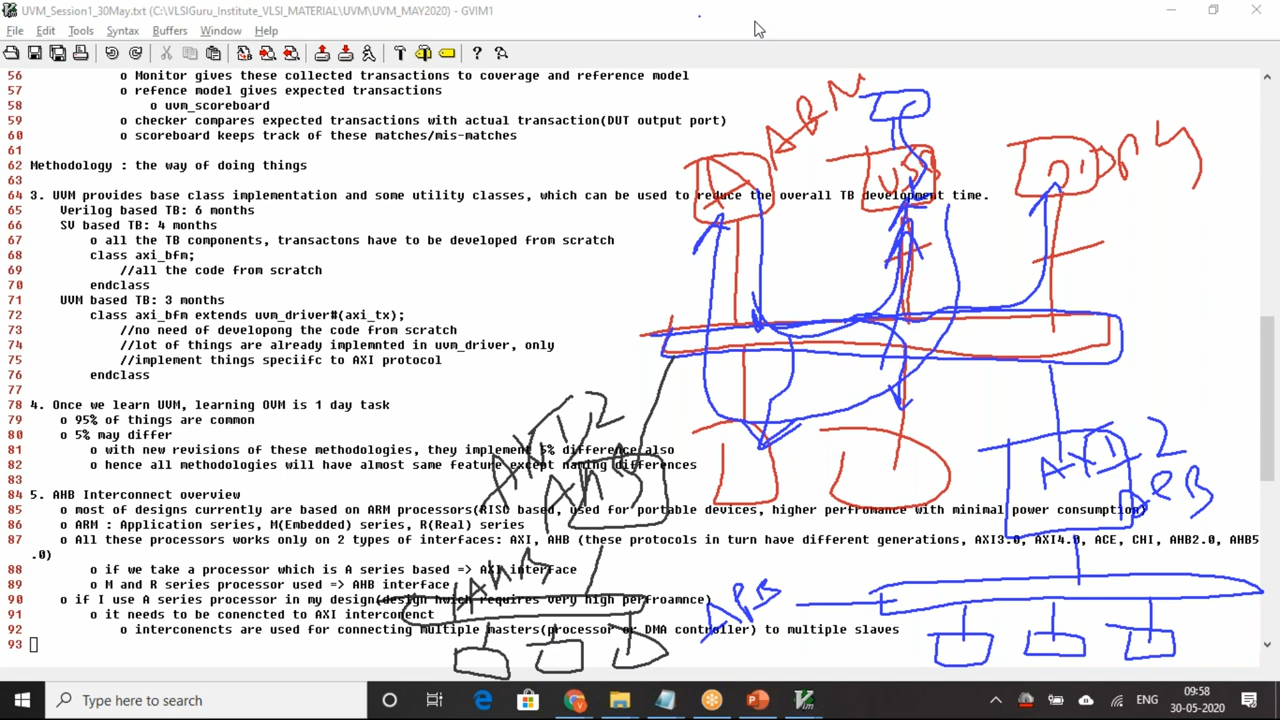 UVM_Session1_30May.txt (C:\VLSIGuru_Institute_VLSI_MATERIAL\UVM\UVM_MAY2020) - GVIM1
File Edit Tools Syntax Buffers Window Help
56 o Monitor gives these collected transactions to coverage and reference model
57 o refence model gives expected transactions
58 o uvm_scoreboard
59 o checker compares expected transactions with actual transaction(DUT output port)
60 o scoreboard keeps track of these matches/mis-matches
61
62 Methodology : the way of doing things
63
64 3. UVM provides base class implementation and some utility classes, which can be used to reduce the overall TB development time.
65 Verilog based TB: 6 months
66 SV based TB: 4 months
67 o all the TB components, transactons have to be developed from scratch
68 class axi_bfm;
69 //all the code from scratch
70 endclass
71 UVM based TB: 3 months
72 class axi_bfm extends uvm_driver#(axi_tx);
73 //no need of developong the code from scratch
74 //lot of things are already implemnted in uvm_driver, only
75 //implement things speciifc to AXI protocol
76 endclass
77
78 4. Once we learn UVM, learning OVM is 1 day task
79 o 95% of things are common
80 o 5% may differ
81 o with new revisions of these methodologies, they implement 5% difference also
82 o hence all methodologies will have almost same feature except naming differences
83
84 5. AHB Interconnect overview
85 o most of designs currently are based on ARM processors(RISC based, used for portable devices, higher perfromance with minimal power consumption)
86 o ARM : Application series, M(Embedded) series, R(Real) series
87 o All these processors works only on 2 types of interfaces: AXI, AHB (these protocols in turn have different generations, AXI3.0, AXI4.0, ACE, CHI, AHB2.0, AHB5
.0)
88 o if we take a processor which is A series based => AXI interface
89 o M and R series processor used => AHB interface
90 o if I use A series processor in my design(design hwich requires very high perfroamnce)
91 o it needs to be conencted to AXI interconenct
92 o interconencts are used for connecting multiple masters(processor or DMA controller) to multiple slaves
93
USB
AXI 2
AHB
AXI 2
APB
AHB
APB
Type here to search
ENG
09:58
30-05-2020